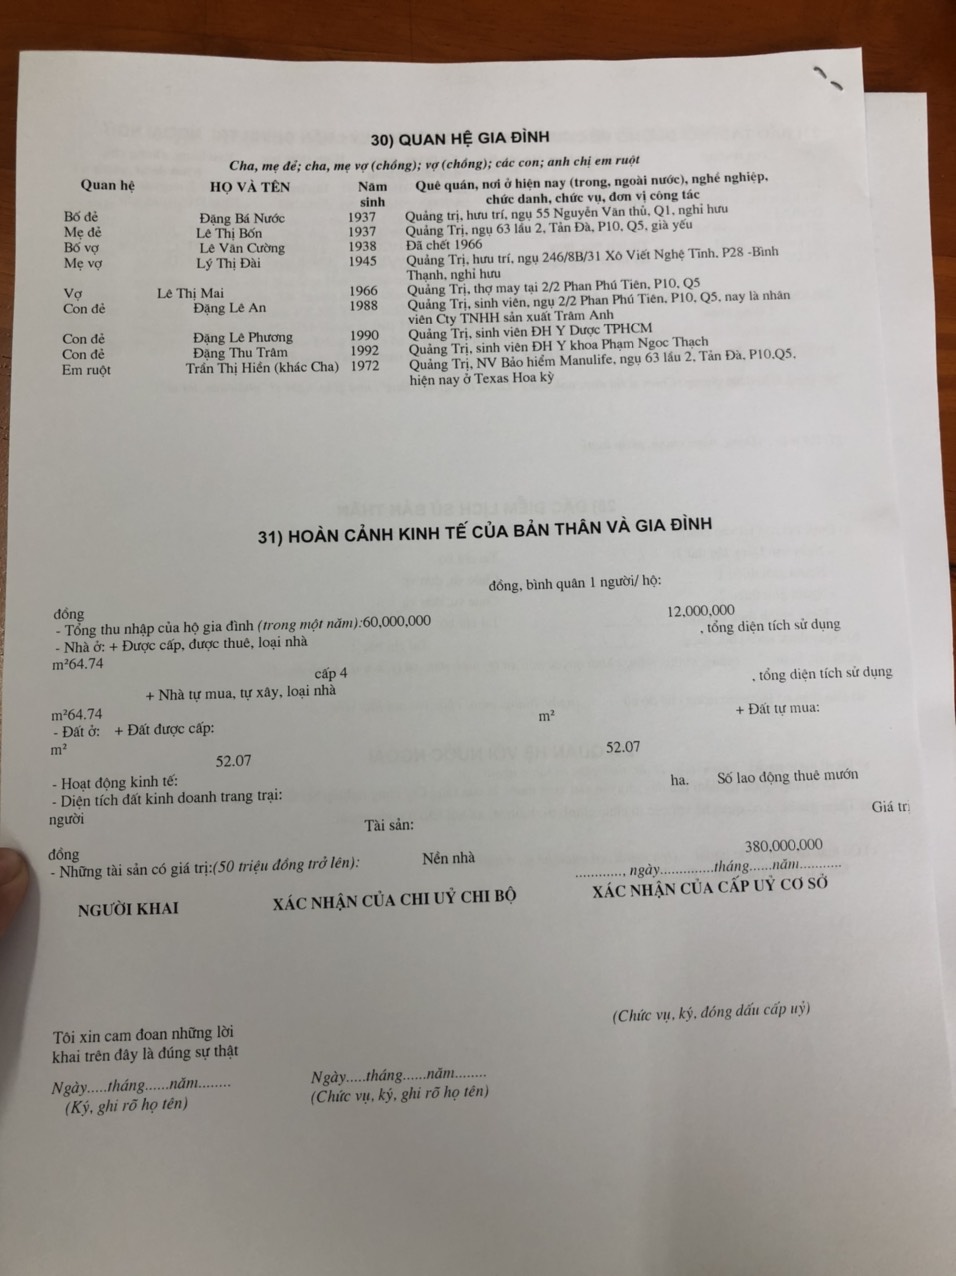 30) QUAN HỆ GIA ĐÌNH
Cha, mẹ đẻ; cha, mẹ vợ (chồng); vợ (chồng); các con; anh chị em ruột
Quan hệ HỌ VÀ TÊN Năm sinh Quê quán, nơi ở hiện nay (trong, ngoài nước), nghề nghiệp, chức danh, chức vụ, đơn vị công tác
Bố đẻ Đặng Bá Nước 1937 Quảng trị, hưu trí, ngụ 55 Nguyễn Văn thủ, Q1, nghỉ hưu
Mẹ đẻ Lê Thị Bốn 1937 Quảng Trị, ngụ 63 lầu 2, Tản Đà, P10, Q5, già yếu
Bố vợ Lê Văn Cường 1938 Đã chết 1966
Mẹ vợ Lý Thị Đài 1945 Quảng Trị, hưu trí, ngụ 246/8B/31 Xô Viết Nghệ Tĩnh, P28 -Bình
Thạnh, nghỉ hưu
Vợ Lê Thị Mai 1966 Quảng Trị, thợ may tại 2/2 Phan Phú Tiên, P10, Q5
Con đẻ Đặng Lê An 1988 Quảng Trị, sinh viên, ngụ 2/2 Phan Phú Tiên, P10, Q5, nay là nhân
viên Cty TNHH sản xuất Trâm Anh
Con đẻ Đặng Lê Phương 1990 Quảng Trị, sinh viên ĐH Y Dược TPHCM
Con đẻ Đặng Thu Trâm 1992 Quảng Trị, sinh viên ĐH Y khoa Phạm Ngọc Thạch
Em ruột Trần Thị Hiền (khác Cha) 1972 Quảng Trị, NV Bảo hiểm Manulife, ngụ 63 lầu 2, Tản Đà, P10,Q5,
hiện nay ở Texas Hoa kỳ
31) HOÀN CẢNH KINH TẾ CỦA BẢN THÂN VÀ GIA ĐÌNH
đồng, bình quân 1 người/ hộ:
đồng
- Tổng thu nhập của hộ gia đình (trong một năm):60,000,000 12,000,000
- Nhà ở: + Được cấp, được thuê, loại nhà , tổng diện tích sử dụng
m²64.74
cấp 4
+ Nhà tự mua, tự xây, loại nhà , tổng diện tích sử dụng
m²64.74
- Đất ở: + Đất được cấp: m² + Đất tự mua:
m²
52.07 52.07
- Hoạt động kinh tế:
- Diện tích đất kinh doanh trang trại: ha. Số lao động thuê mướn
người Giá trị
Tài sản:
đồng
- Những tài sản có giá trị:(50 triệu đồng trở lên): Nền nhà 380,000,000
............, ngày..............tháng......năm...........
NGƯỜI KHAI XÁC NHẬN CỦA CHI UỶ CHI BỘ XÁC NHẬN CỦA CẤP UỶ CƠ SỞ
(Chức vụ, ký, đóng dấu cấp uỷ)
Tôi xin cam đoan những lời
khai trên đây là đúng sự thật
Ngày.....tháng......năm........ Ngày.....tháng......năm........
(Ký, ghi rõ họ tên) (Chức vụ, ký, ghi rõ họ tên)